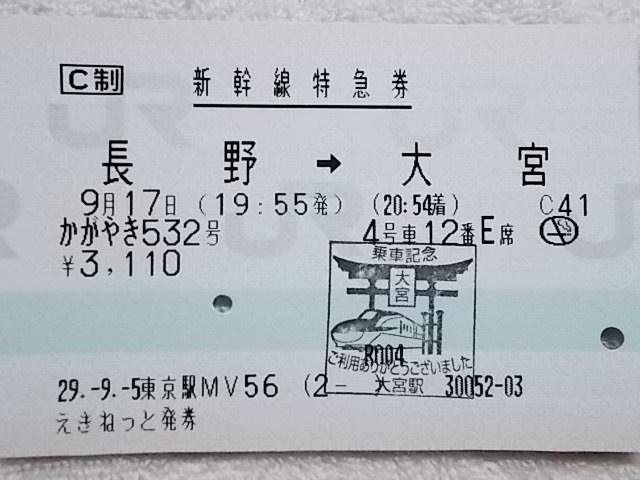 C制 新幹線特急券
長野 → 大宮
9月17日 (19:55発) (20:54着) C41
かがやき532号 4号車12番E席
¥3,110
乗車記念
大宮
R004
ご利用ありがとうございました
大宮駅
29.-9.-5東京駅MV56 (2- ) 30052-03
えきねっと発券